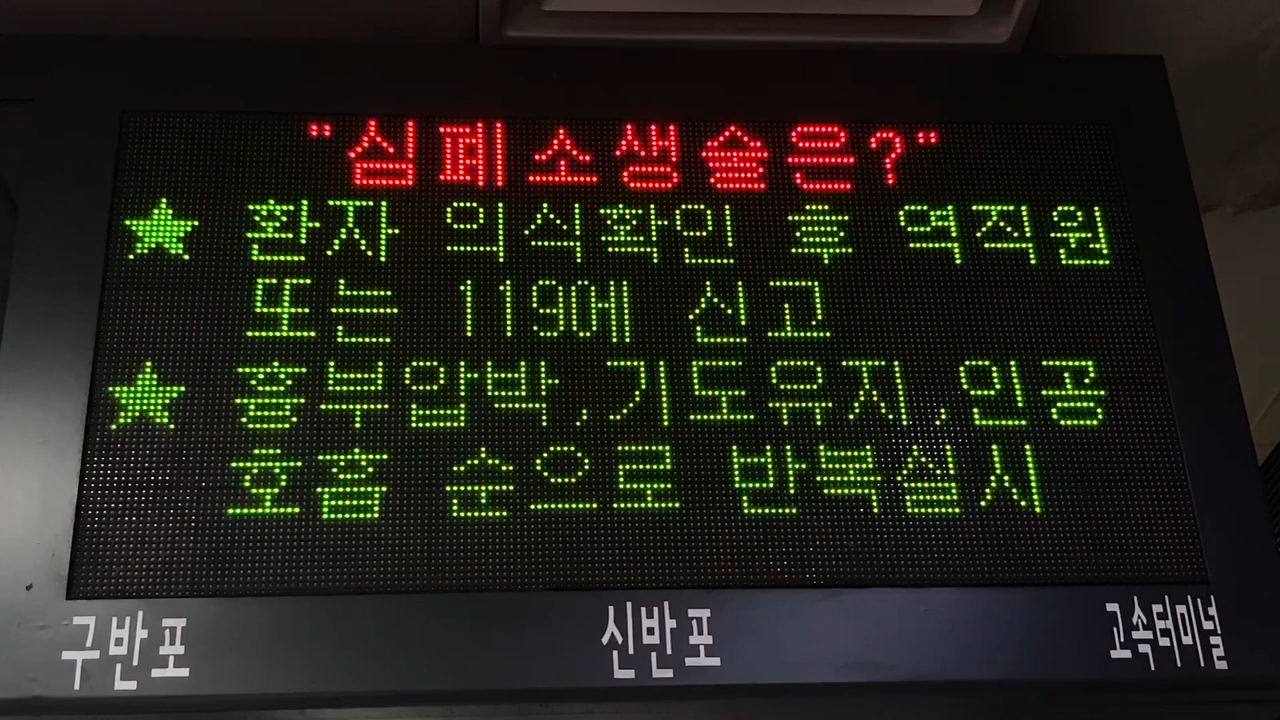 "심폐소생술은?"
★ 환자 의식확인 후 역직원
또는 119에 신고
★ 흉부압박,기도유지,인공
호흡 순으로 반복실시
구반포 신반포 고속터미널